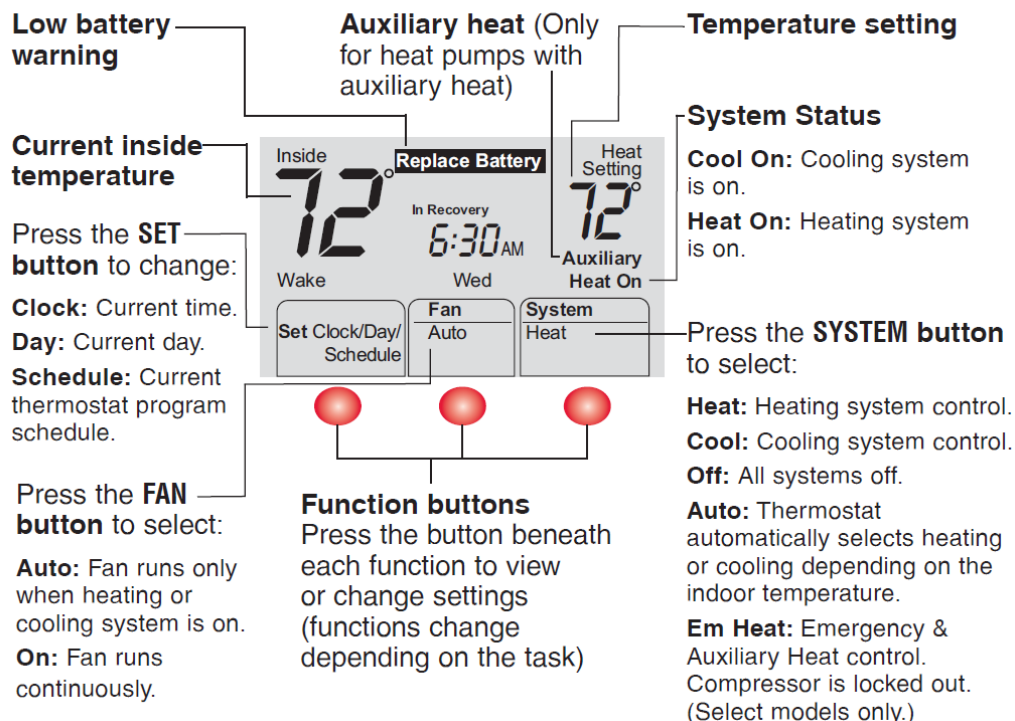 Low battery
warning
Auxiliary heat (Only
for heat pumps with
auxiliary heat)
Temperature setting
Current inside
temperature
Press the SET
button to change:
Clock: Current time.
Day: Current day.
Schedule: Current
thermostat program
schedule.
Press the FAN
button to select:
Auto: Fan runs only
when heating or
cooling system is on.
On: Fan runs
continuously.
Inside
72°
Replace Battery
In Recovery
6:30 AM
Heat
Setting
72°
Auxiliary
Heat On
Wake
Wed
Set Clock/Day/
Schedule
Fan
Auto
System
Heat
Function buttons
Press the button beneath
each function to view
or change settings
(functions change
depending on the task)
System Status
Cool On: Cooling system
is on.
Heat On: Heating system
is on.
Press the SYSTEM button
to select:
Heat: Heating system control.
Cool: Cooling system control.
Off: All systems off.
Auto: Thermostat
automatically selects heating
or cooling depending on the
indoor temperature.
Em Heat: Emergency &
Auxiliary Heat control.
Compressor is locked out.
(Select models only.)